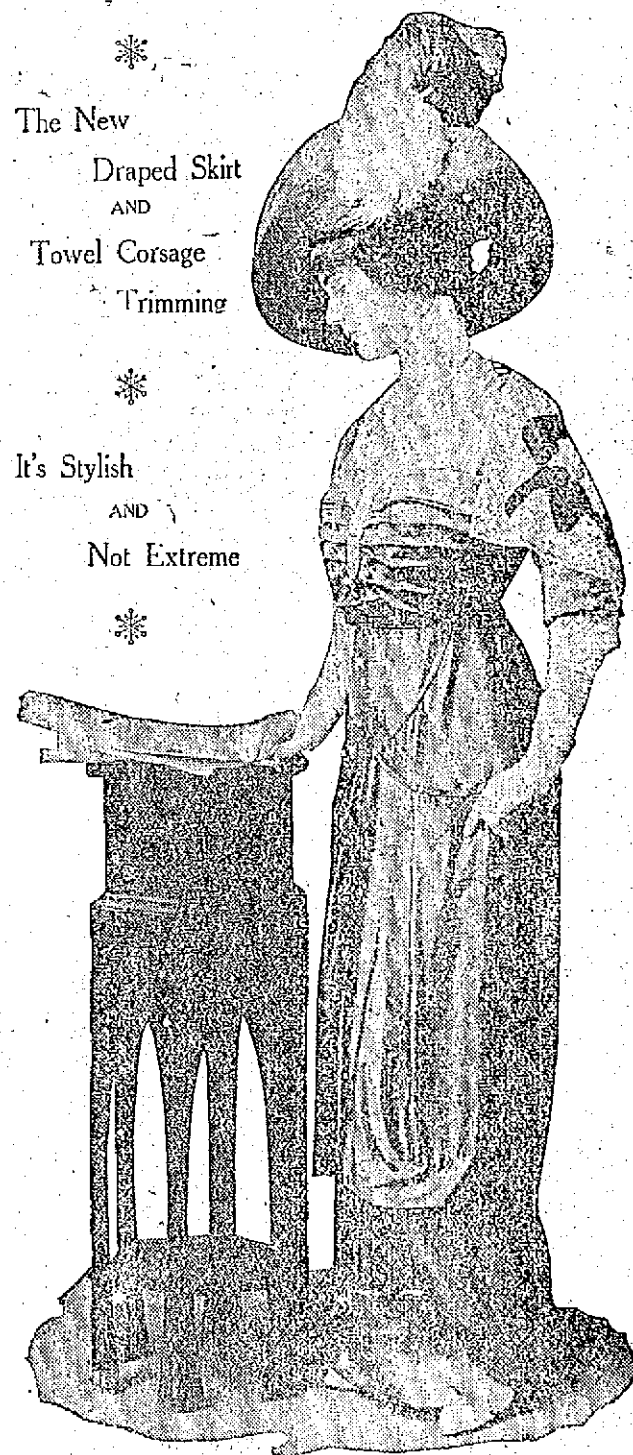 The New
Draped Skirt
AND
Towel Corsage
Trimming
It's Stylish
AND
Not Extreme